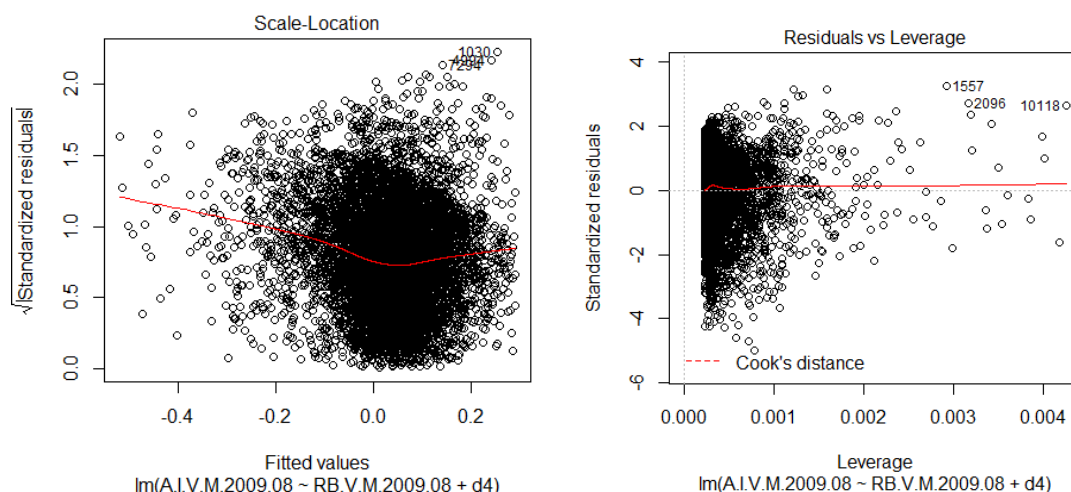 Scale-Location
√|Standardized residuals|
2.0
1.5
1.0
0.5
0.0
1030
7294
-0.4
-0.2
0.0
0.2
Fitted values
lm(A.I.V.M.2009.08 ~ RB.V.M.2009.08 + d4)
Residuals vs Leverage
Standardized residuals
4
2
0
-2
-4
-6
1557
2096
10118
Cook's distance
0.000
0.001
0.002
0.003
0.004
Leverage
lm(A.I.V.M.2009.08 ~ RB.V.M.2009.08 + d4)